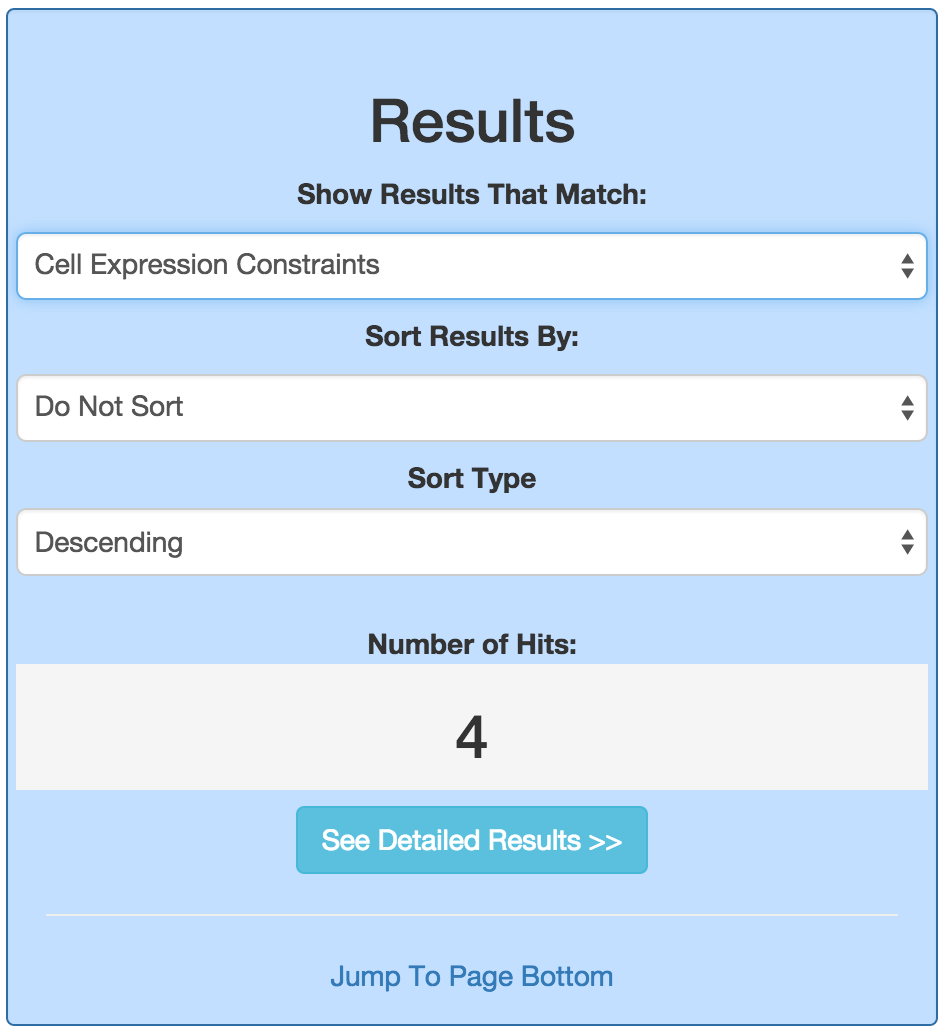 Results
Show Results That Match:
Cell Expression Constraints
Sort Results By:
Do Not Sort
Sort Type
Descending
Number of Hits:
4
See Detailed Results >>
Jump To Page Bottom